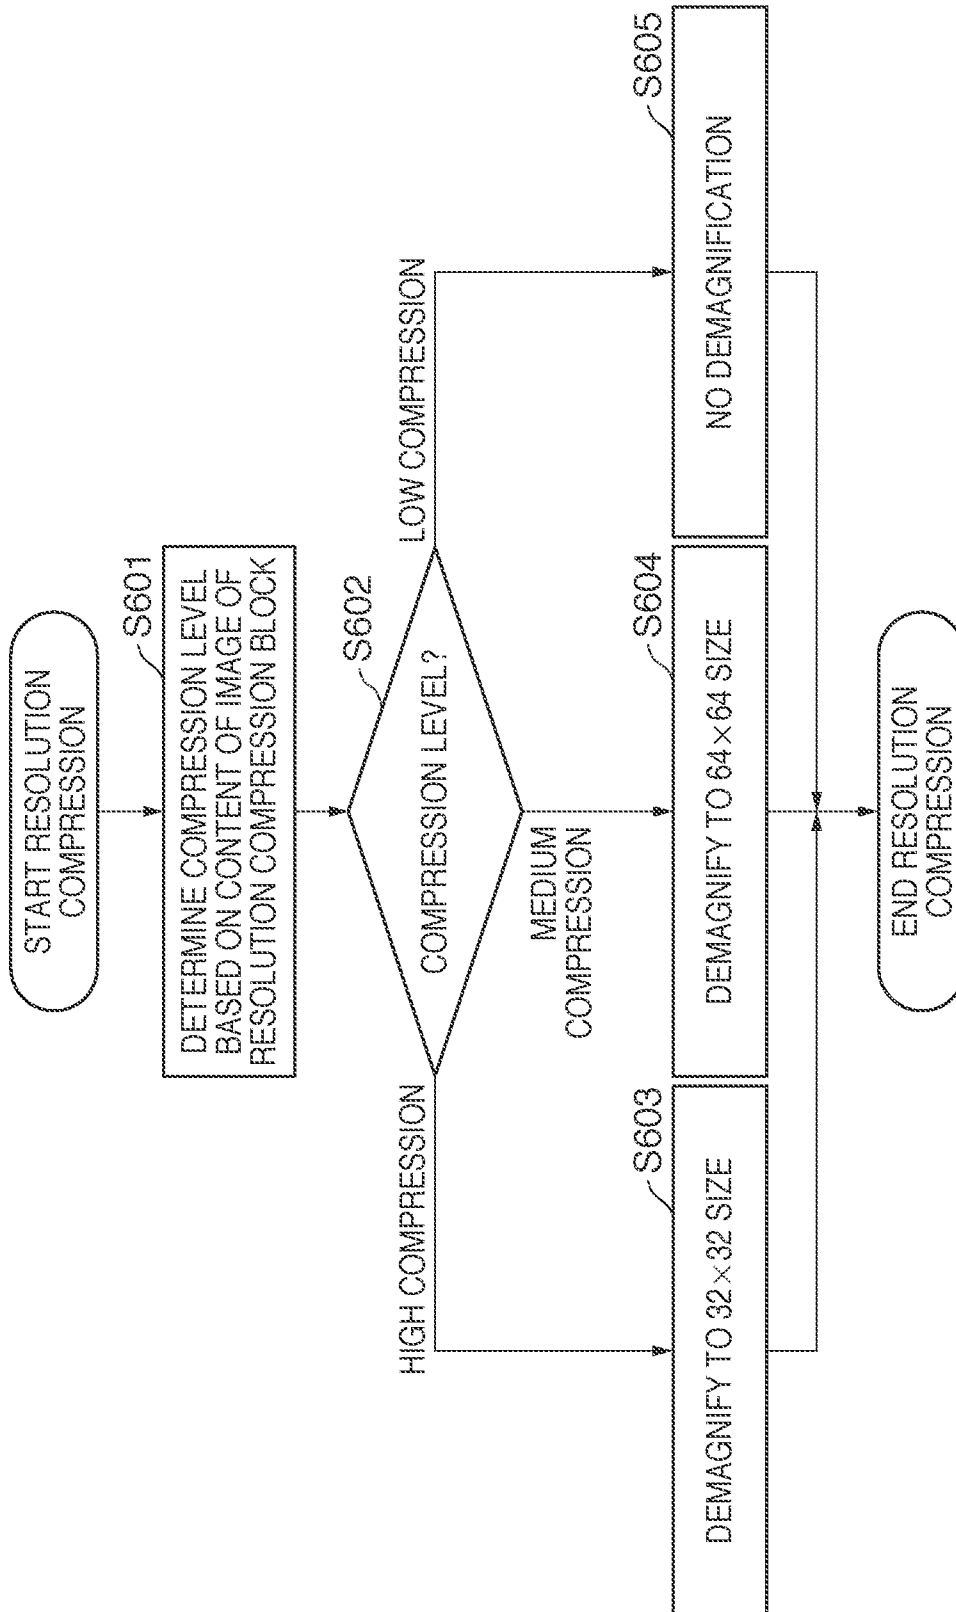 START RESOLUTION
COMPRESSION
S601
DETERMINE COMPRESSION LEVEL
BASED ON CONTENT OF IMAGE OF
RESOLUTION COMPRESSION BLOCK
S602
COMPRESSION LEVEL?
HIGH COMPRESSION
MEDIUM
COMPRESSION
LOW COMPRESSION
S603
DEMAGNIFY TO 32×32 SIZE
S604
DEMAGNIFY TO 64×64 SIZE
S605
NO DEMAGNIFICATION
END RESOLUTION
COMPRESSION